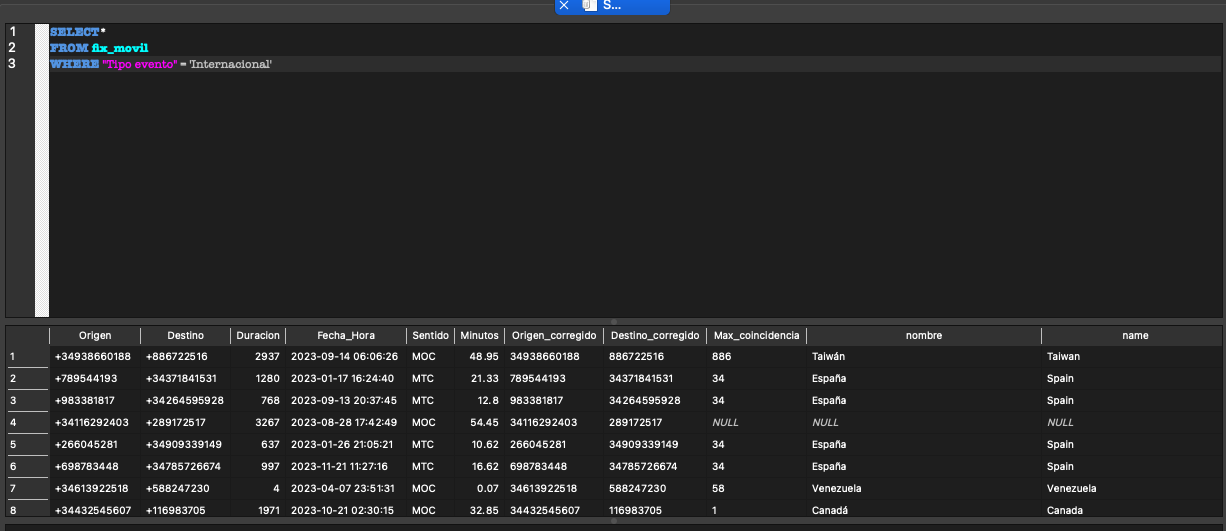 S...
1 SELECT*
2 FROM fix_movil
3 WHERE "Tipo evento" = 'Internacional'
Origen Destino Duracion Fecha_Hora Sentido Minutos Origen_corregido Destino_corregido Max_coincidencia nombre name
1 +34938660188 +886722516 2937 2023-09-14 06:06:26 MOC 48.95 34938660188 886722516 886 Taiwán Taiwan
2 +789544193 +34371841531 1280 2023-01-17 16:24:40 MTC 21.33 789544193 34371841531 34 España Spain
3 +983381817 +34264595928 768 2023-09-13 20:37:45 MTC 12.8 983381817 34264595928 34 España Spain
4 +34116292403 +289172517 3267 2023-08-28 17:42:49 MOC 54.45 34116292403 289172517 NULL NULL NULL
5 +266045281 +34909339149 637 2023-01-26 21:05:21 MTC 10.62 266045281 34909339149 34 España Spain
6 +698783448 +34785726674 997 2023-11-21 11:27:16 MTC 16.62 698783448 34785726674 34 España Spain
7 +34613922518 +588247230 4 2023-04-07 23:51:31 MOC 0.07 34613922518 588247230 58 Venezuela Venezuela
8 +34432545607 +116983705 1971 2023-10-21 02:30:15 MOC 32.85 34432545607 116983705 1 Canadá Canada